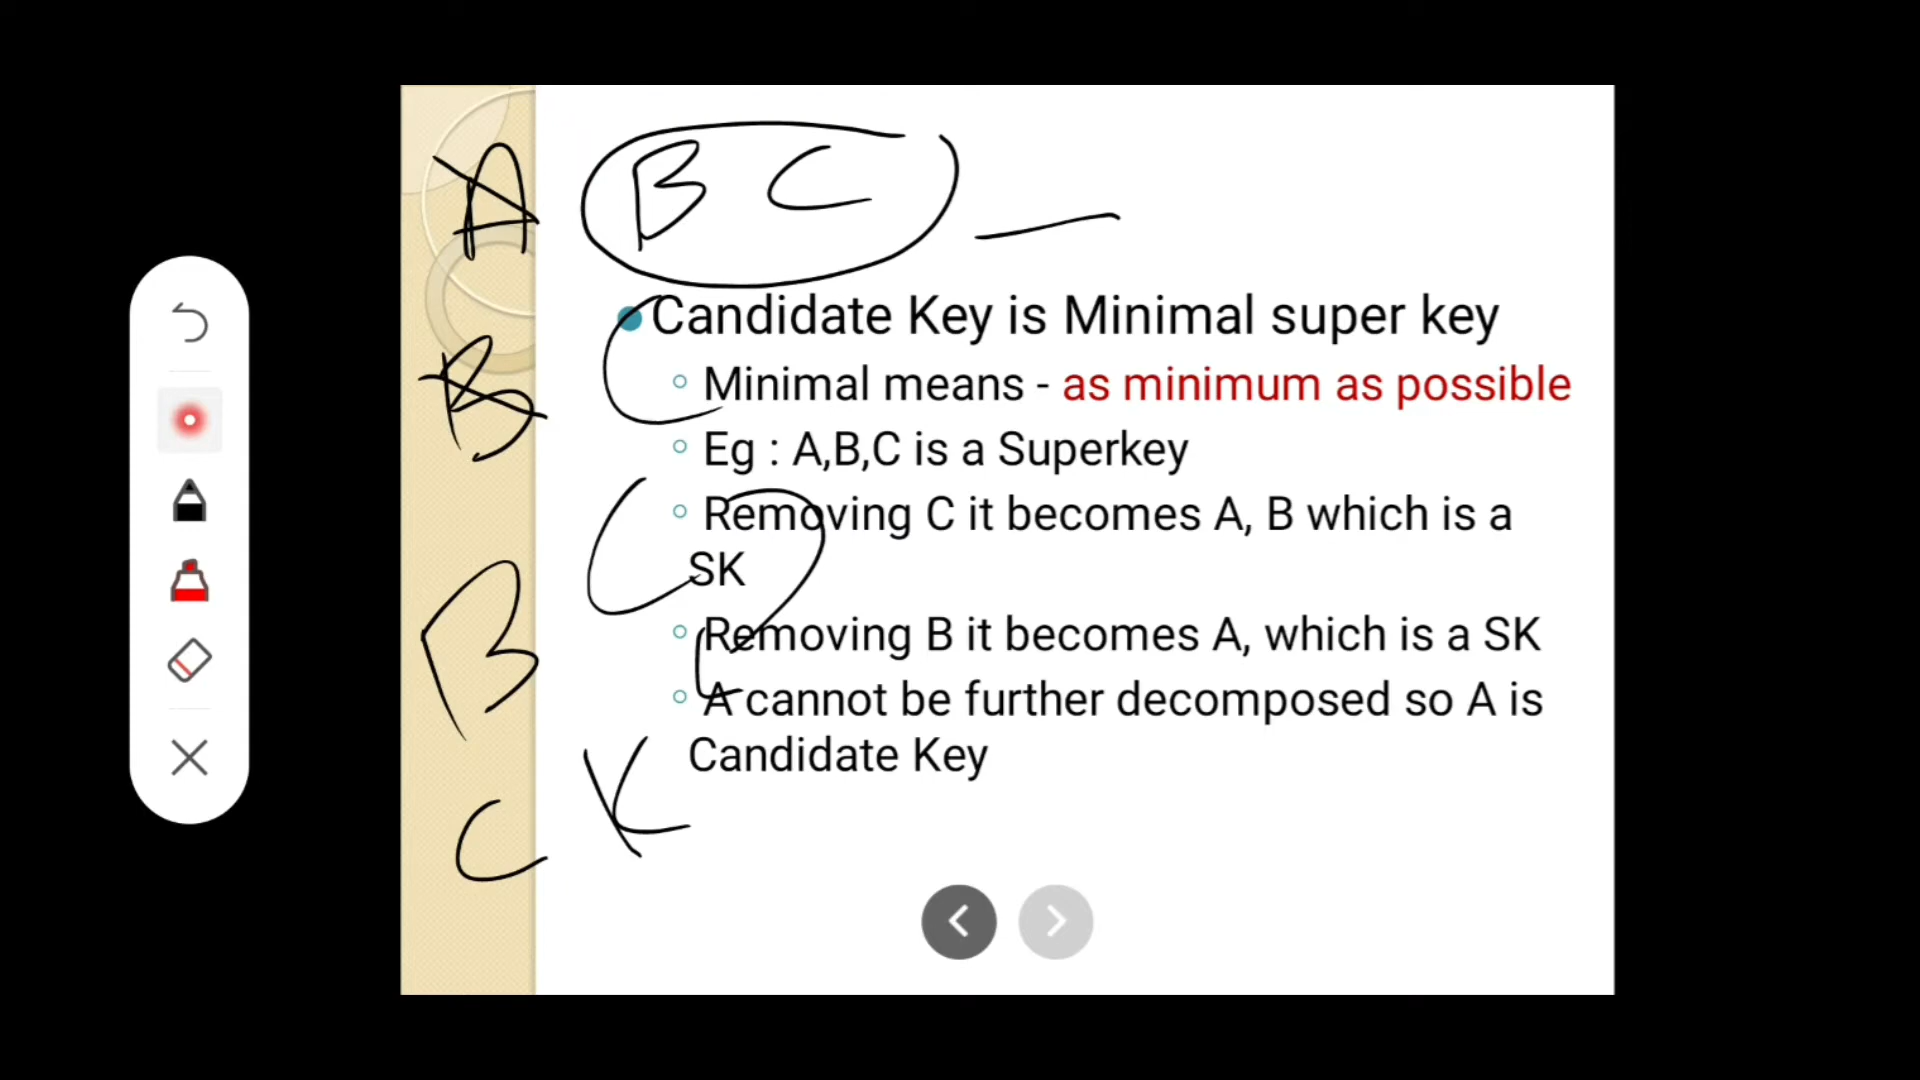 A B C
Candidate Key is Minimal super key
Minimal means - as minimum as possible
B C
Eg : A,B,C is a Superkey
Removing C it becomes A, B which is a
SK
Removing B it becomes A, which is a SK
B
A cannot be further decomposed so A is
Candidate Key
C K